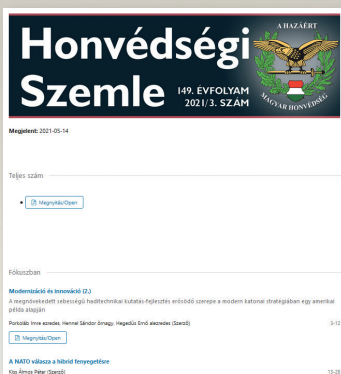 Honvédségi
Szemle
149. ÉVFOLYAM
2021/3. SZÁM
A HAZÁÉRT
MAGYAR HONVÉDSÉG
Megjelent: 2021-05-14
Teljes szám
Megnyitás/Open
Fókuszban
Modernizáció és innováció (2.)
A megnövekedett sebességű haditechnikai kutatás-fejlesztés erősödő szerepe a modern katonai stratégiában egy amerikai
példa alapján
Porkoláb Imre ezredes, Hennel Sándor őrnagy, Hegedűs Ernő alezredes (Szerző)
3-12
Megnyitás/Open
A NATO válasza a hibrid fenyegetésre
Kiss Álmos Péter (Szerző)
13-28